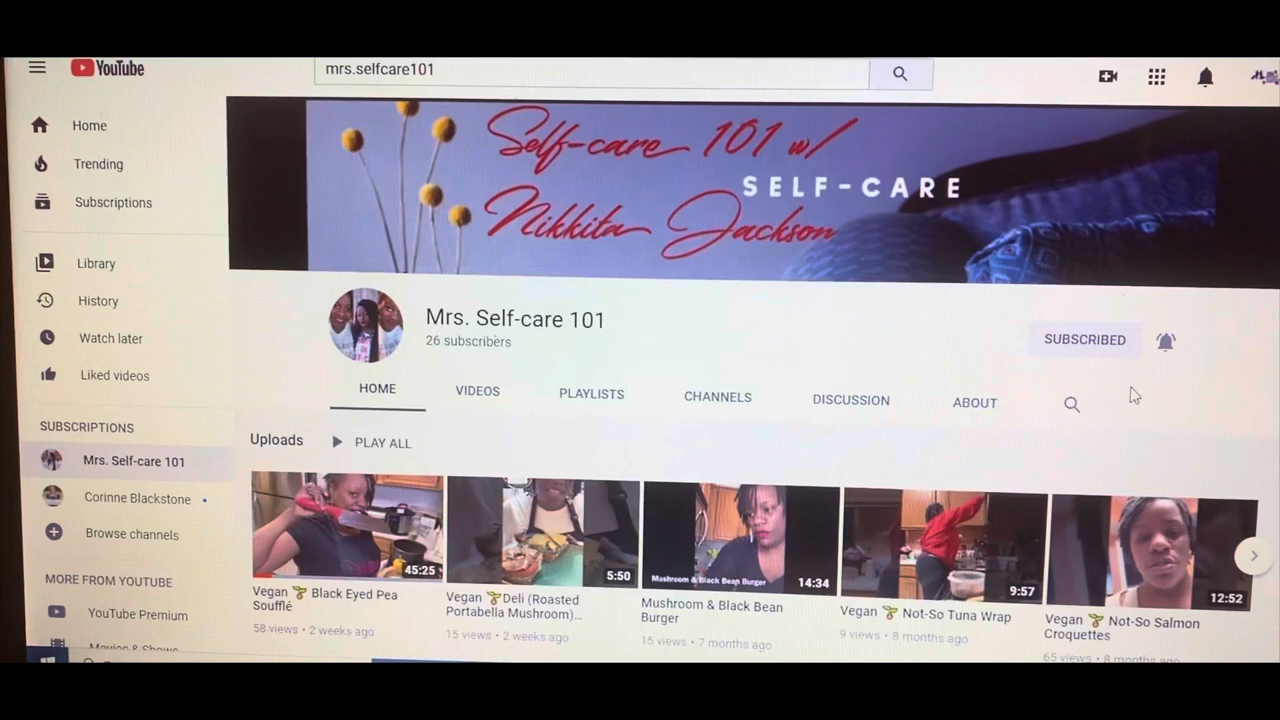 YouTube
mrs.selfcare101
Home
Trending
Subscriptions
Library
History
Watch later
Liked videos
SUBSCRIPTIONS
Mrs. Self-care 101
Corinne Blackstone
Browse channels
MORE FROM YOUTUBE
YouTube Premium
Movies & Shows
Self-care 101 w/
SELF-CARE
Nikkita Jackson
Mrs. Self-care 101
26 subscribers
SUBSCRIBED
HOME
VIDEOS
PLAYLISTS
CHANNELS
DISCUSSION
ABOUT
Uploads
PLAY ALL
45:25
Vegan 🌱 Black Eyed Pea
Soufflé
58 views • 2 weeks ago
5:50
Vegan 🌱Deli (Roasted
Portabella Mushroom)...
15 views • 2 weeks ago
Mushroom & Black Bean Burger
14:34
Mushroom & Black Bean
Burger
15 views • 7 months ago
9:57
Vegan 🌱 Not-So Tuna Wrap
9 views • 8 months ago
12:52
Vegan 🌱 Not-So Salmon
Croquettes
65 views • 8 months ago